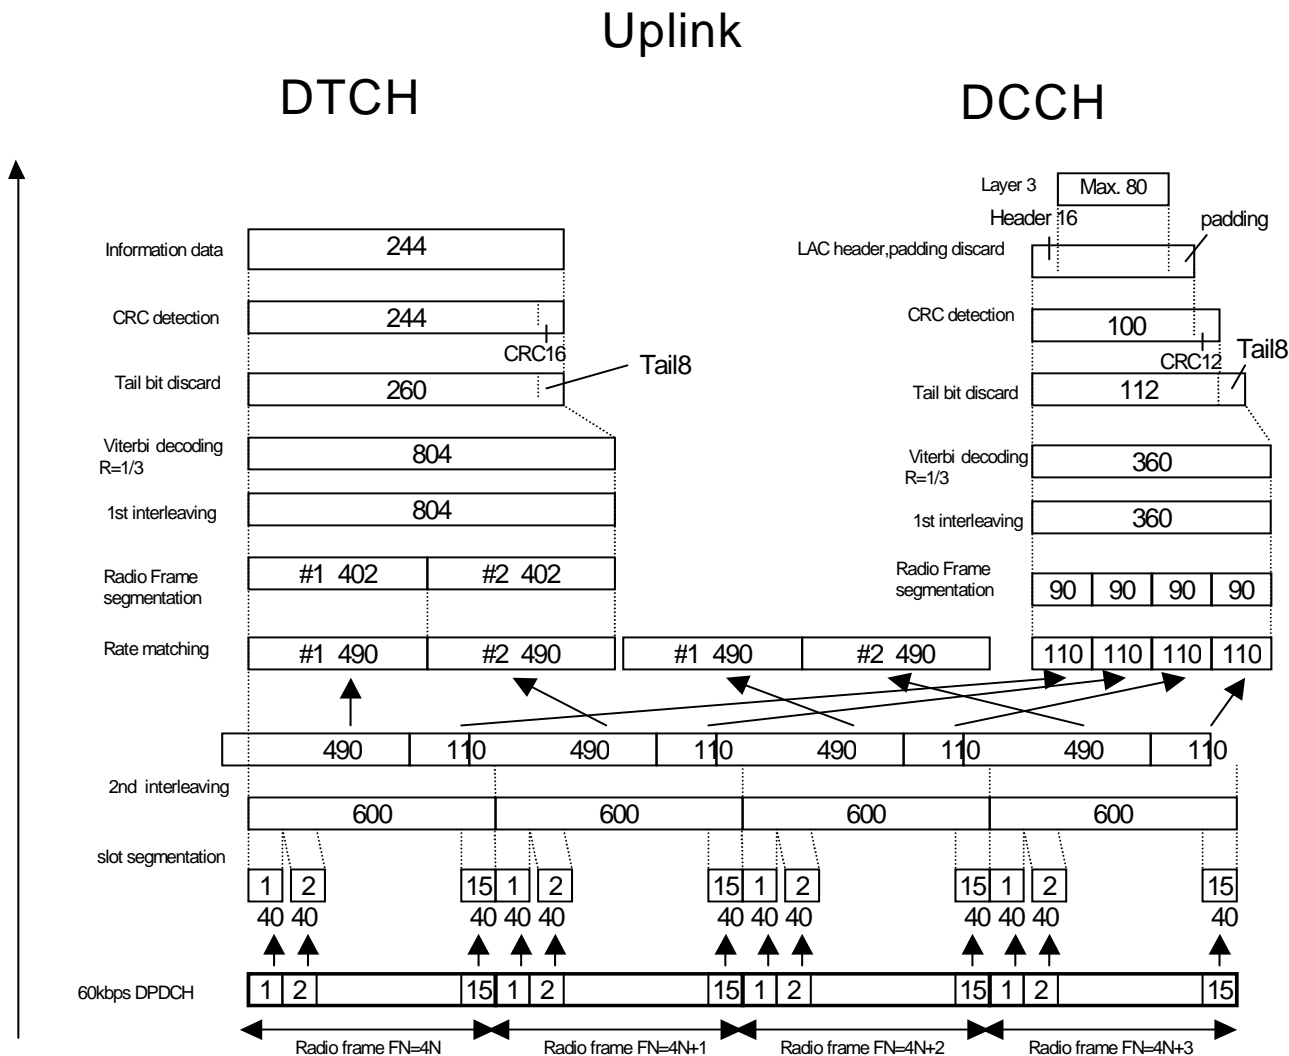 Uplink
DTCH
DCCH
Layer 3
Max. 80
Header 16
padding
Information data
244
LAC header,padding discard
CRC detection
244
CRC16
CRC detection
100
CRC12
Tail8
Tail8
Tail bit discard
260
Tail bit discard
112
Viterbi decoding
R=1/3
804
Viterbi decoding
R=1/3
360
1st interleaving
804
1st interleaving
360
Radio Frame
segmentation
#1 402
#2 402
Radio Frame
segmentation
90 90 90 90
Rate matching
#1 490
#2 490
#1 490
#2 490
110 110 110 110
490 110 490 110 490 110 490 110
2nd interleaving
600 600 600 600
slot segmentation
1 2 15 1 2 15 1 2 15 1 2 15
40 40 40 40 40 40 40 40 40 40 40 40
60kbps DPDCH
1 2 15 1 2 15 1 2 15 1 2 15
Radio frame FN=4N
Radio frame FN=4N+1
Radio frame FN=4N+2
Radio frame FN=4N+3